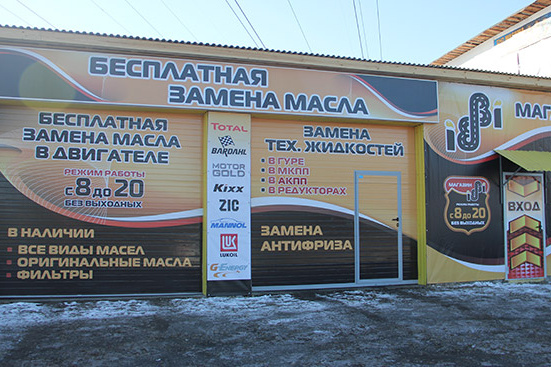 БЕСПЛАТНАЯ
ЗАМЕНА МАСЛА
БЕСПЛАТНАЯ
ЗАМЕНА МАСЛА
В ДВИГАТЕЛЕ
РЕЖИМ РАБОТЫ
с 8 до 20
БЕЗ ВЫХОДНЫХ
В НАЛИЧИИ
ВСЕ ВИДЫ МАСЕЛ
ОРИГИНАЛЬНЫЕ МАСЛА
ФИЛЬТРЫ
TOTAL
BARDAHL
MOTOR
GOLD
Kixx
ZIC
MANNOL
LUKOIL
G-ENERGY
ЗАМЕНА
ТЕХ. ЖИДКОСТЕЙ
В ГУРЕ
В МКПП
В АКПП
В РЕДУКТОРАХ
ЗАМЕНА
АНТИФРИЗА
МАГ
МАГАЗИН
РЕЖИМ РАБОТЫ
с 8 до 20
БЕЗ ВЫХОДНЫХ
ВХОД